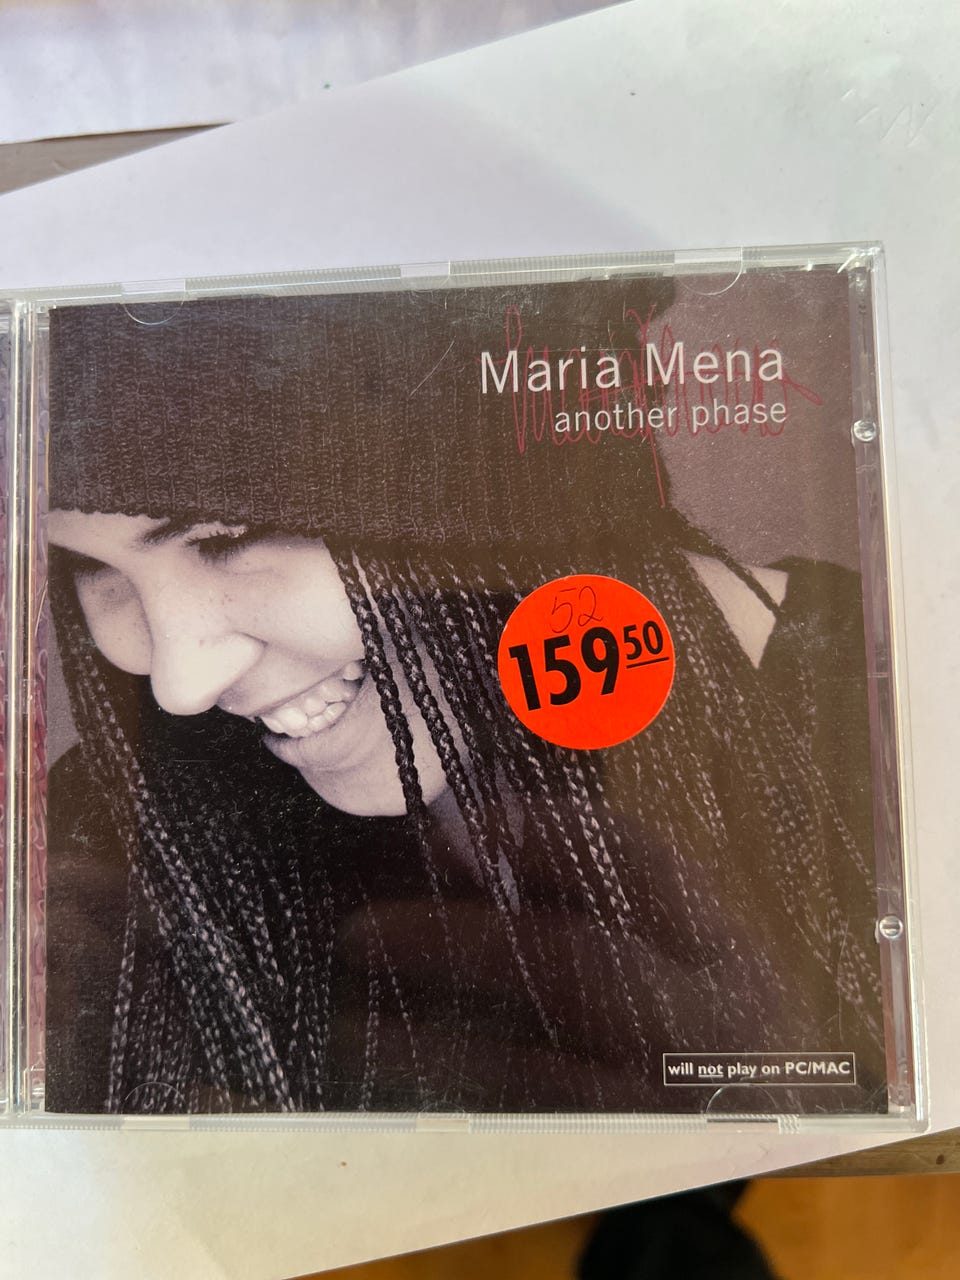 Maria Mena
another phase
52
159 50
will not play on PC/MAC